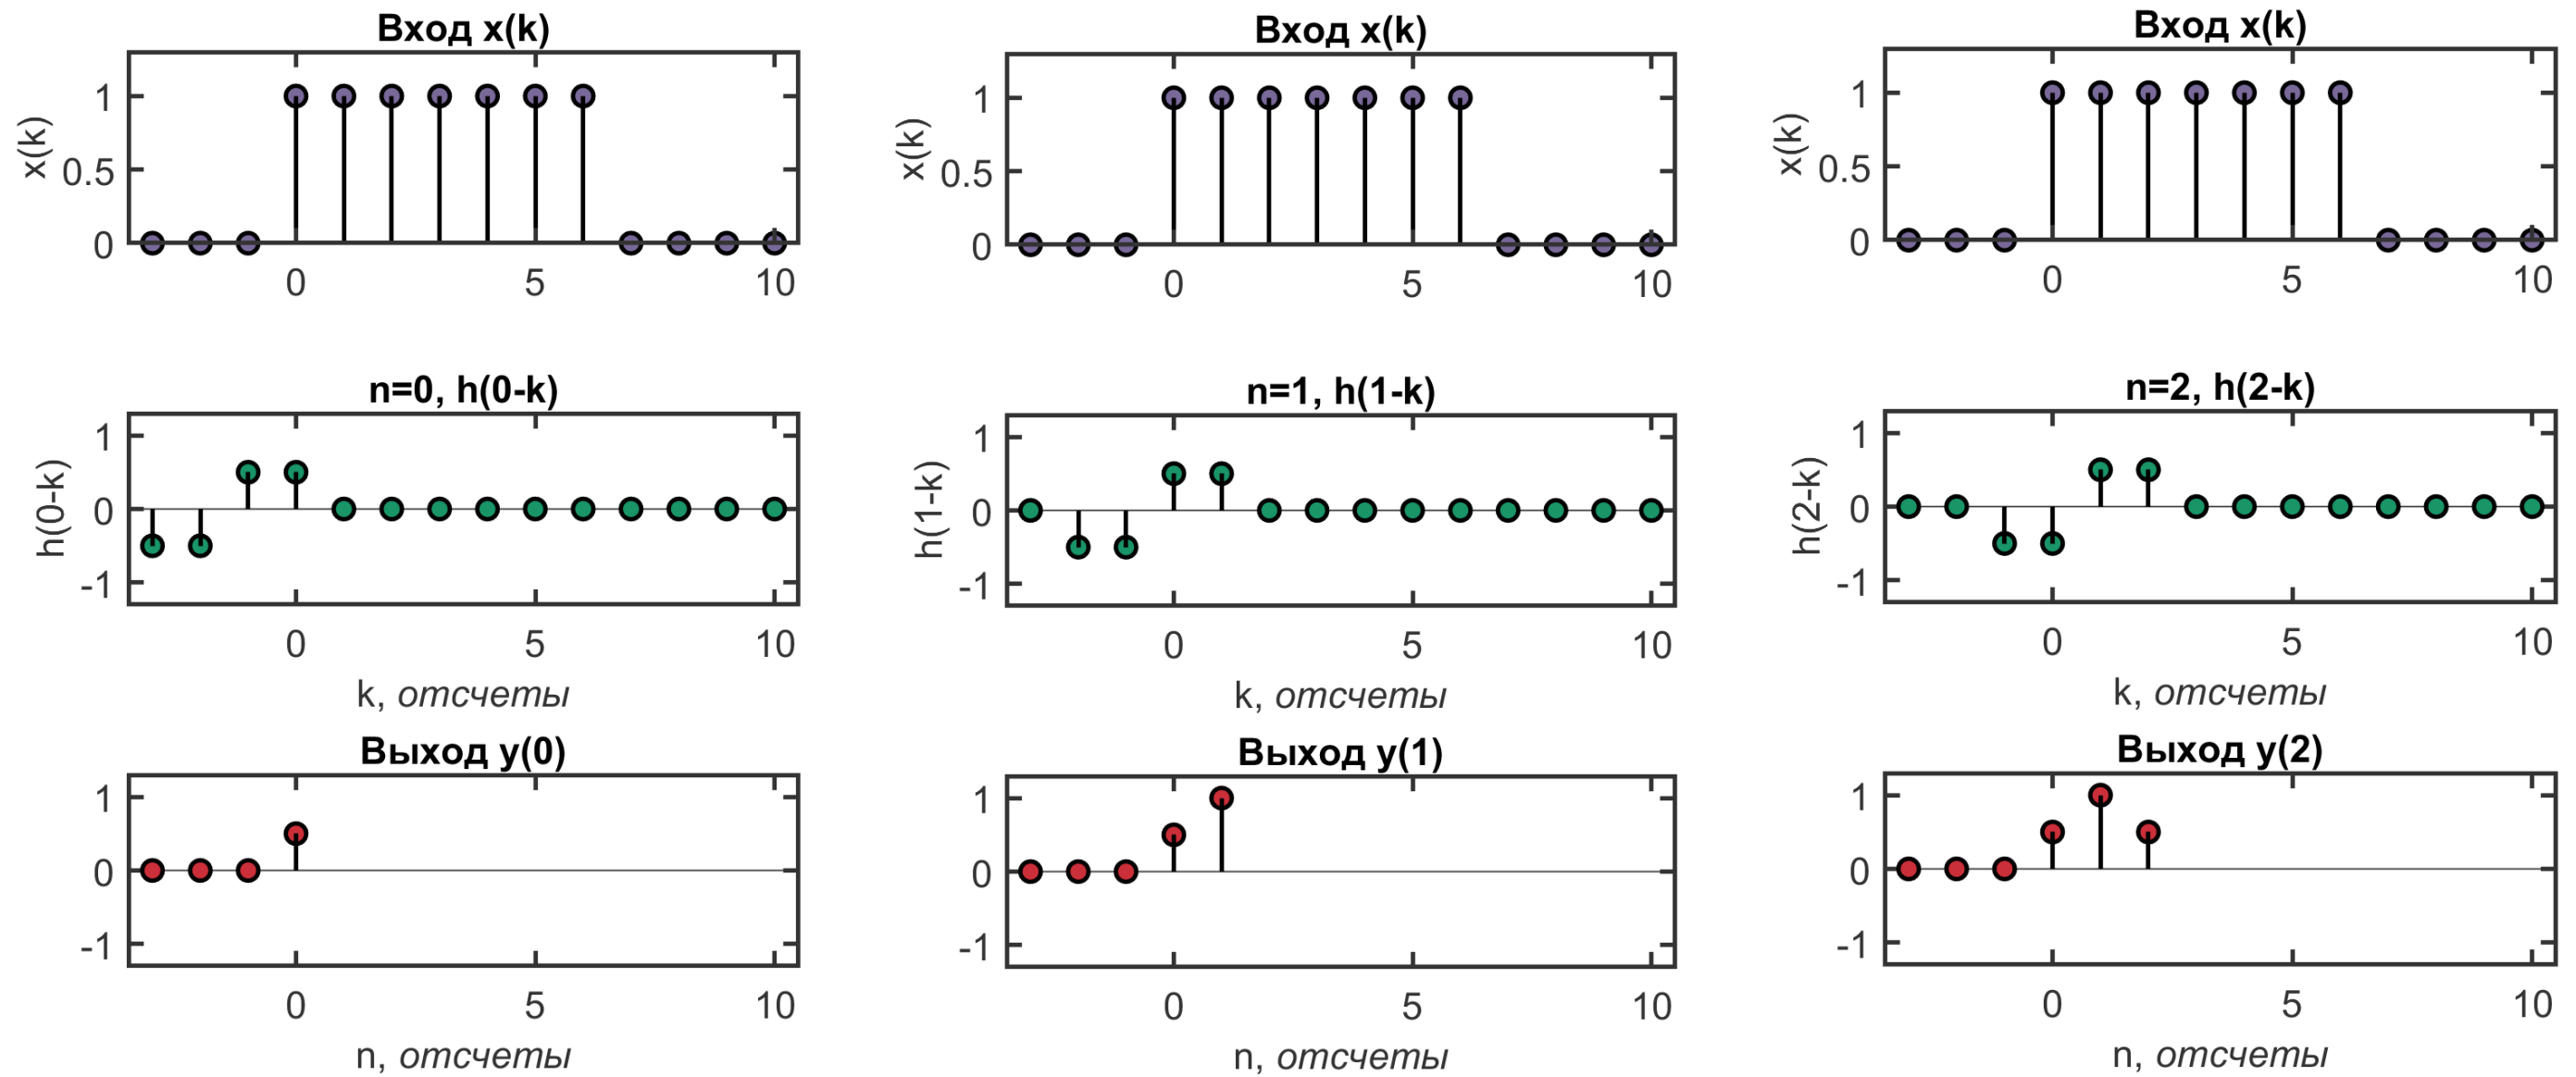 Вход x(k)
x(k)
1
0.5
0
0 5 10
n=0, h(0-k)
h(0-k)
1
0
-1
0 5 10
k, отсчеты
Выход y(0)
1
0
-1
0 5 10
n, отсчеты
Вход x(k)
x(k)
1
0.5
0
0 5 10
n=1, h(1-k)
h(1-k)
1
0
-1
0 5 10
k, отсчеты
Выход y(1)
1
0
-1
0 5 10
n, отсчеты
Вход x(k)
x(k)
1
0.5
0
0 5 10
n=2, h(2-k)
h(2-k)
1
0
-1
0 5 10
k, отсчеты
Выход y(2)
1
0
-1
0 5 10
n, отсчеты